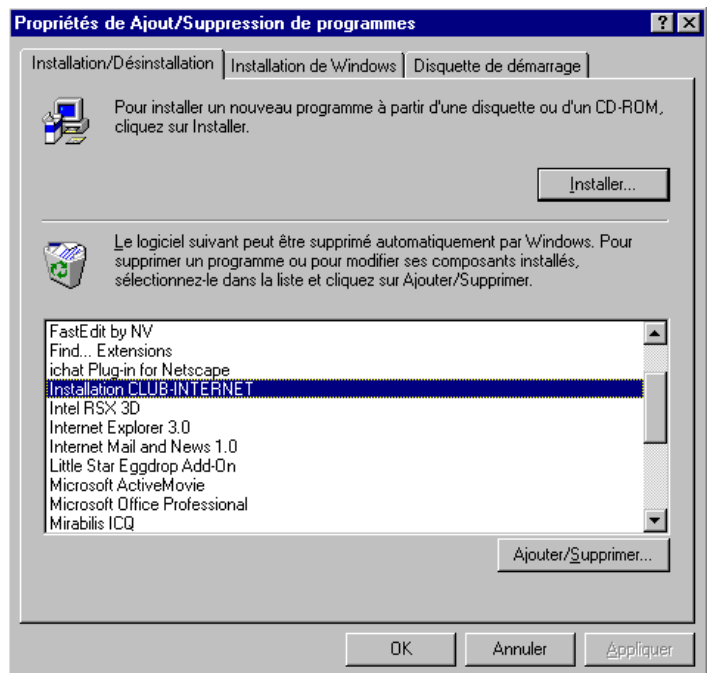 Propriétés de Ajout/Suppression de programmes
Installation/Désinstallation Installation de Windows Disquette de démarrage
Pour installer un nouveau programme à partir d'une disquette ou d'un CD-ROM,
cliquez sur Installer.
Installer...
Le logiciel suivant peut être supprimé automatiquement par Windows. Pour
supprimer un programme ou pour modifier ses composants installés,
sélectionnez-le dans la liste et cliquez sur Ajouter/Supprimer.
FastEdit by NV
Find... Extensions
ichat Plug-in for Netscape
Installation CLUB-INTERNET
Intel RSX 3D
Internet Explorer 3.0
Internet Mail and News 1.0
Little Star Eggdrop Add-On
Microsoft ActiveMovie
Microsoft Office Professional
Mirabilis ICQ
Ajouter/Supprimer...
OK Annuler Appliquer